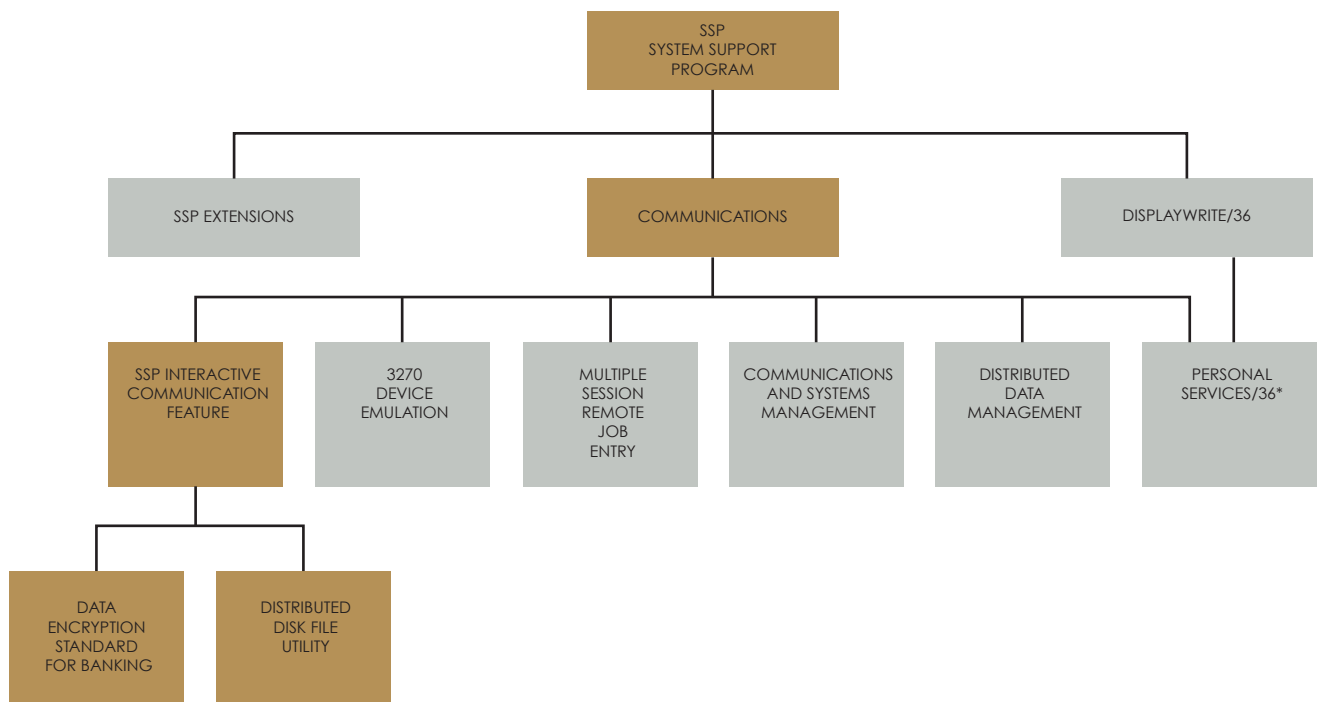 SSP
SYSTEM SUPPORT
PROGRAM
SSP EXTENSIONS
COMMUNICATIONS
DISPLAYWRITE/36
SSP INTERACTIVE
COMMUNICATION
FEATURE
3270
DEVICE
EMULATION
MULTIPLE
SESSION
REMOTE
JOB
ENTRY
COMMUNICATIONS
AND SYSTEMS
MANAGEMENT
DISTRIBUTED
DATA
MANAGEMENT
PERSONAL
SERVICES/36*
DATA
ENCRYPTION
STANDARD
FOR BANKING
DISTRIBUTED
DISK FILE
UTILITY